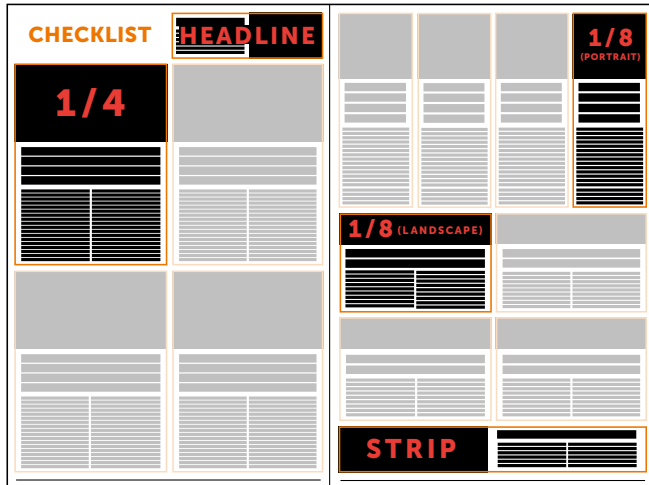 CHECKLIST
HEADLINE
1/4
1/8
(PORTRAIT)
1/8 (LANDSCAPE)
STRIP